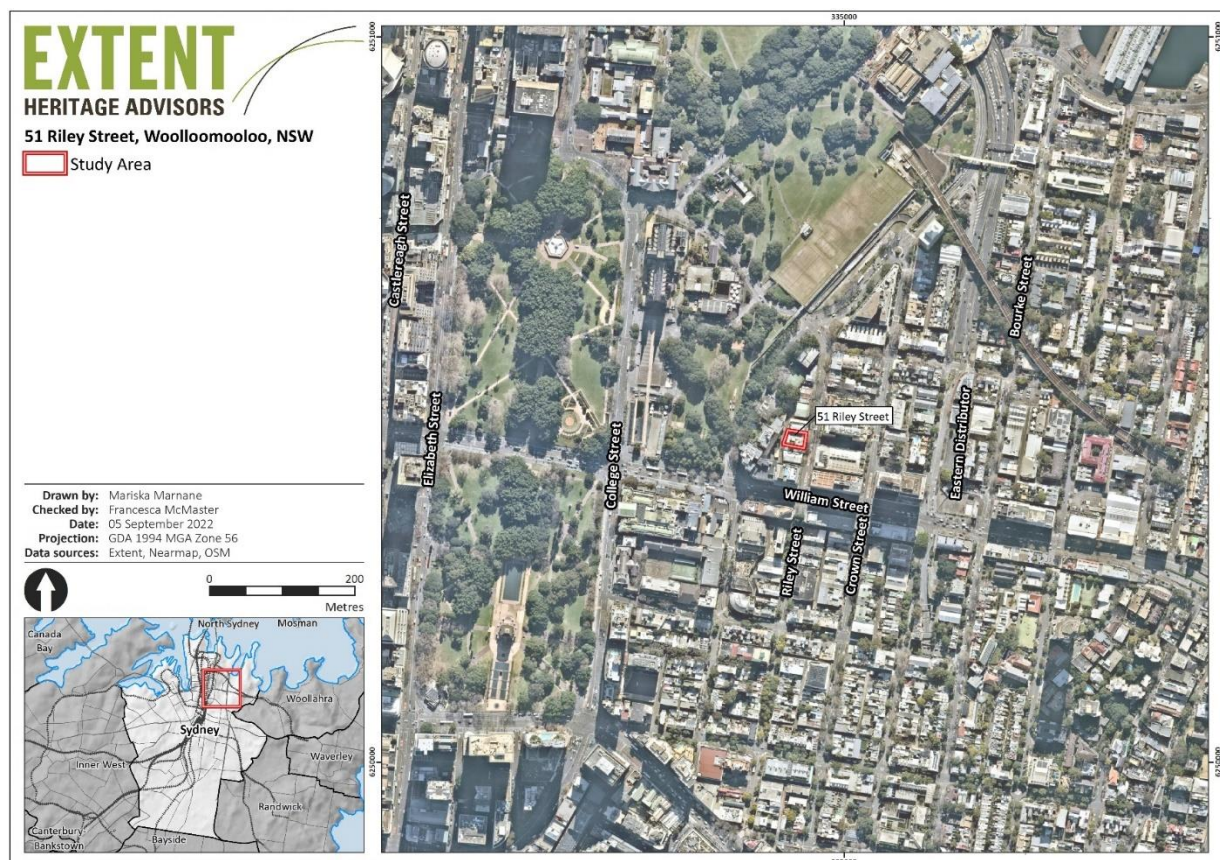 EXTENT
HERITAGE ADVISORS
51 Riley Street, Woolloomooloo, NSW
Study Area
Drawn by: Mariska Marnane
Checked by: Francesca McMaster
Date: 05 September 2022
Projection: GDA 1994 MGA Zone 56
Data sources: Extent, Nearmap, OSM
0 200
Metres
North Sydney
Mosman
Canada
Bay
Woollahra
Sydney
Inner West
Waverley
Randwick
Canterbury-
Bankstown
Bayside
335000
6251000
6251000
Castlereagh Street
Elizabeth Street
College Street
51 Riley Street
William Street
Riley Street
Crown Street
Eastern Distributor
Bourke Street
6250000
6250000